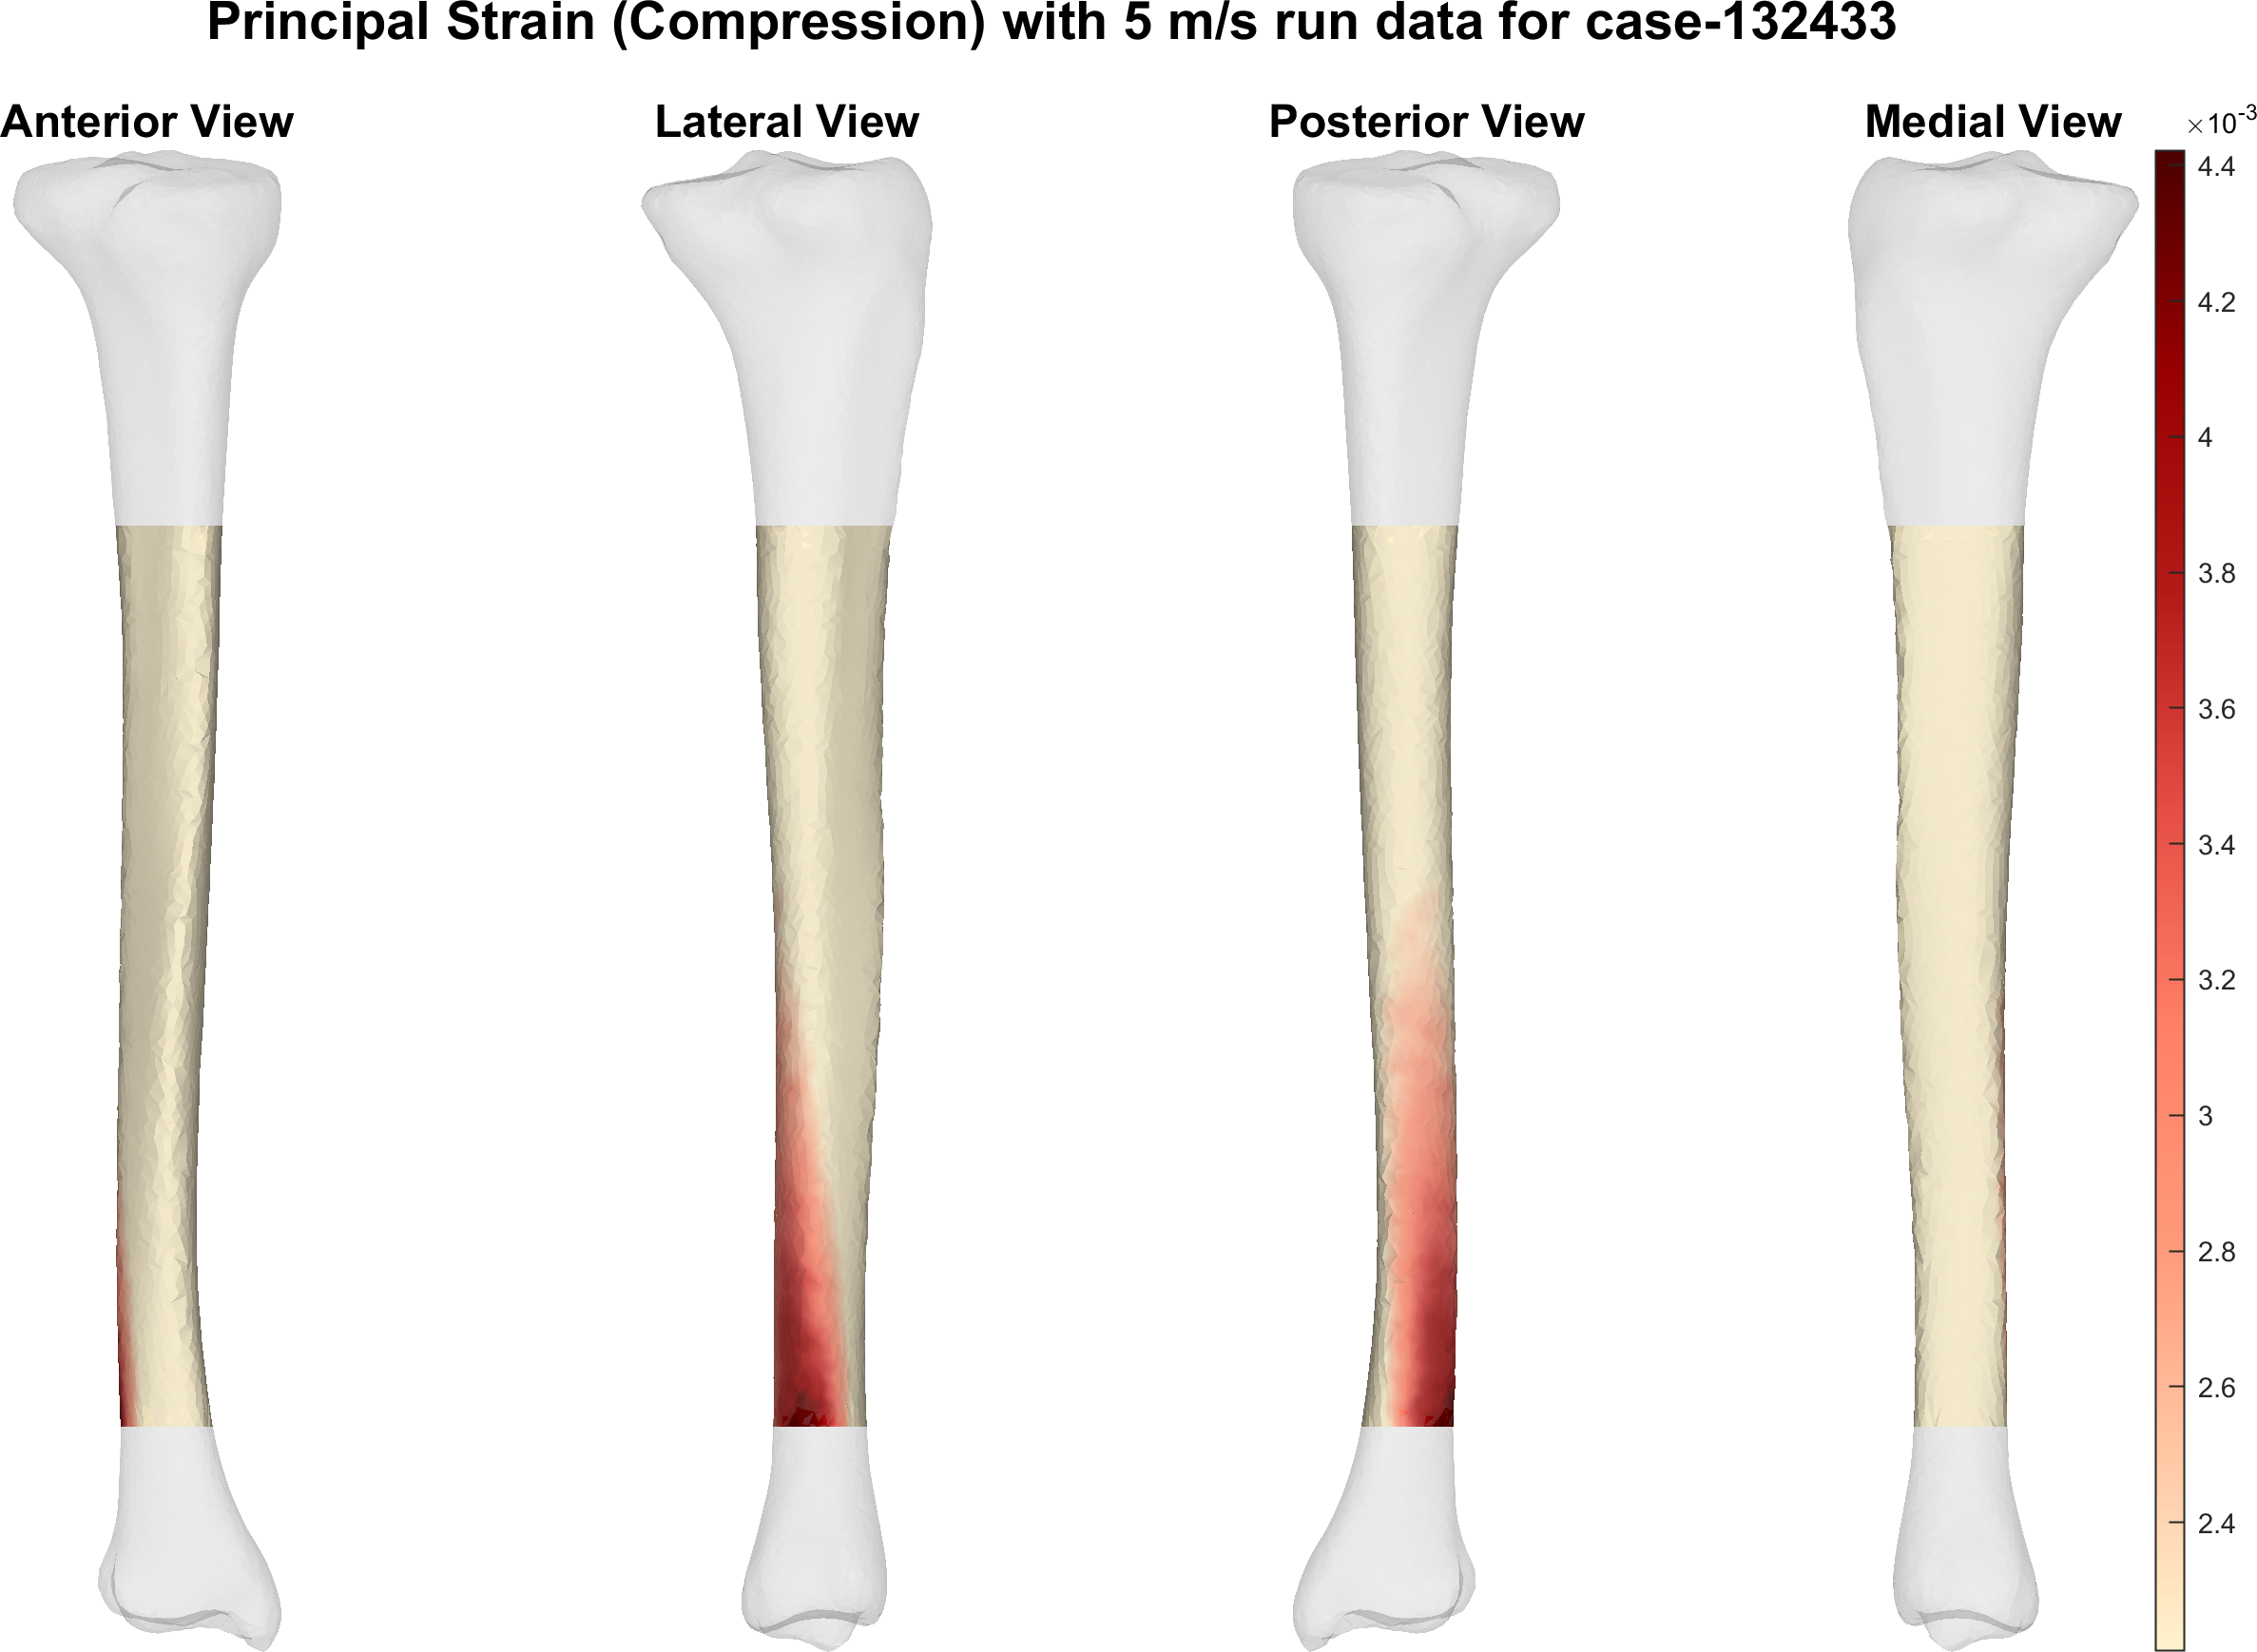 Principal Strain (Compression) with 5 m/s run data for case-132433
Anterior View
Lateral View
Posterior View
Medial View
×10-3
4.4
4.2
4
3.8
3.6
3.4
3.2
3
2.8
2.6
2.4